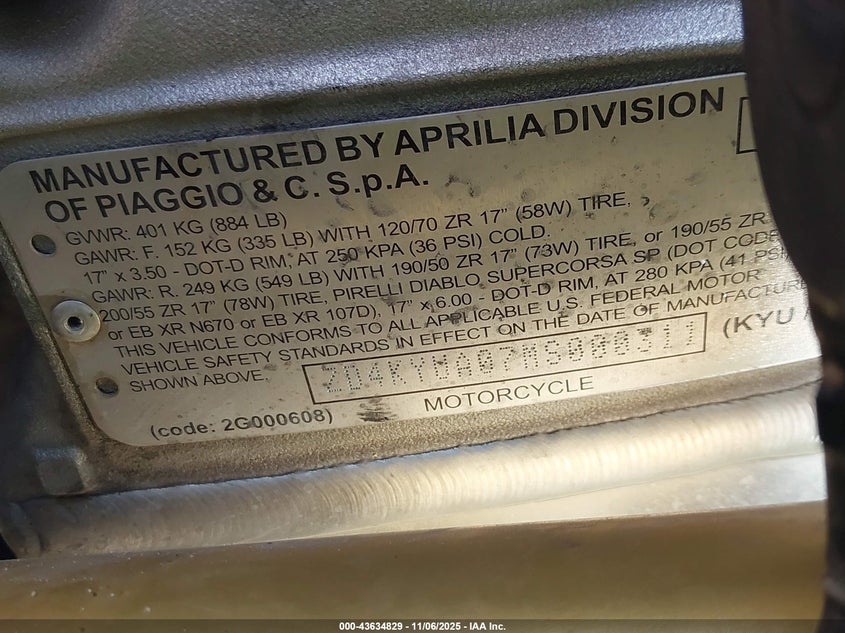 MANUFACTURED BY APRILIA DIVISION
OF PIAGGIO & C. S.p.A.
GVWR: 401 KG (884 LB)
GAWR: F. 152 KG (335 LB) WITH 120/70 ZR 17" (58W) TIRE,
17" x 3.50 - DOT-D RIM, AT 250 KPA (36 PSI) COLD.
GAWR: R. 249 KG (549 LB) WITH 190/50 ZR 17" (73W) TIRE, or 190/55 ZR
200/55 ZR 17" (78W) TIRE, PIRELLI DIABLO SUPERCORSA SP (DOT CODE
or EB XR N670 or EB XR 107D), 17" x 6.00 - DOT-D RIM, AT 280 KPA (41 PSI)
THIS VEHICLE CONFORMS TO ALL APPLICABLE U.S. FEDERAL MOTOR
VEHICLE SAFETY STANDARDS IN EFFECT ON THE DATE OF MANUFACTURE
SHOWN ABOVE,
(KYU
MOTORCYCLE
(code: 2G000608)
000-43634829 - 11/06/2025 - IAA Inc.